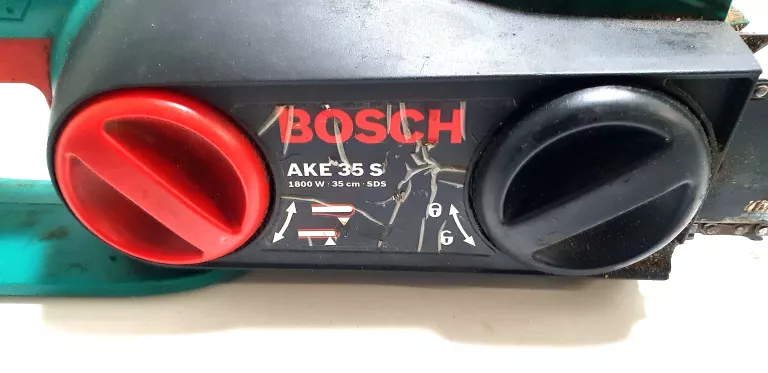 BOSCH
AKE 35 S
1800 W · 35 cm · SDS